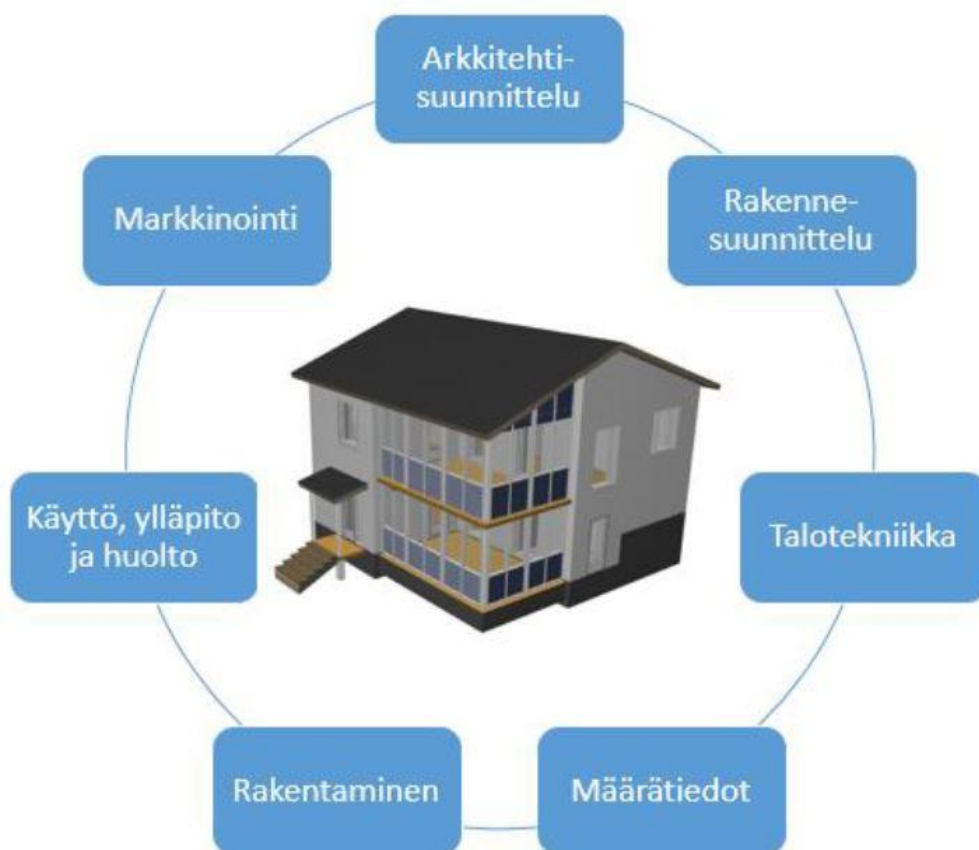 Arkkitehti-
suunnittelu
Rakenne-
suunnittelu
Talotekniikka
Määrätiedot
Rakentaminen
Käyttö, ylläpito
ja huolto
Markkinointi